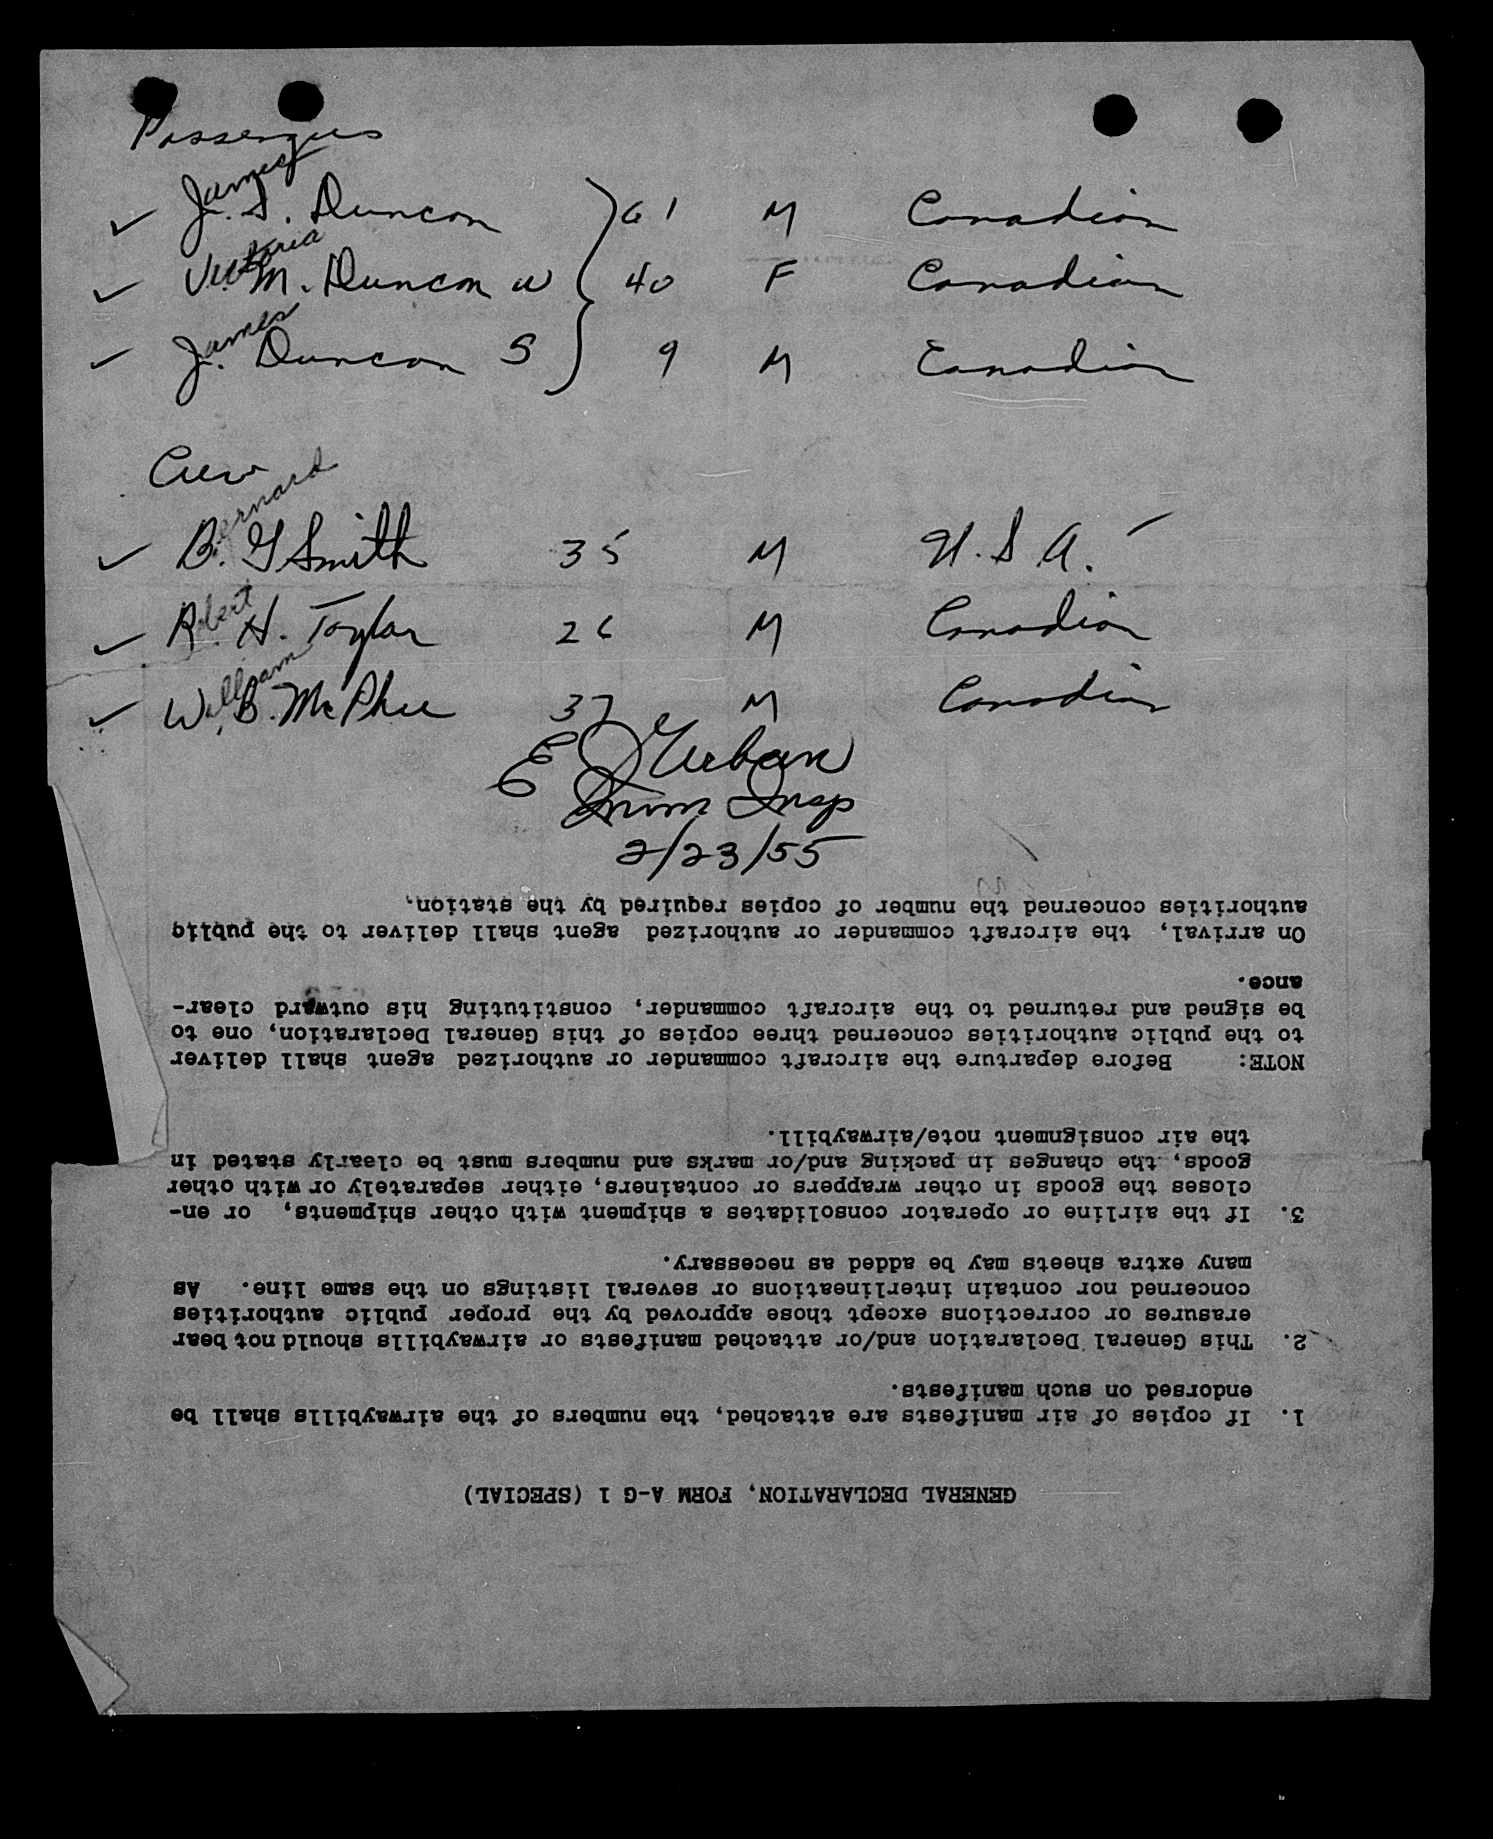 Passengers
James
✓ J. S. Duncan 61 M Canadian
Victoria
✓ V. M. Duncan W 40 F Canadian
James
✓ J. Duncan S 9 M Canadian
Crew
Bernard
✓ B. G Smith 35 M U.S.A.
Robert
✓ R. H. Taylor 26 M Canadian
William
✓ W. B. McPhee 37 M Canadian
E J Urban
Imm Insp
2/23/55
GENERAL DECLARATION, FORM A-G 1 (SPECIAL)
1. If copies of air manifests are attached, the numbers of the airwaybills shall be
endorsed on such manifests.
2. This General Declaration and/or attached manifests or airwaybills should not bear
erasures or corrections except those approved by the proper public authorities
concerned nor contain interlineations or several listings on the same line. As
many extra sheets may be added as necessary.
3. If the airline or operator consolidates a shipment with other shipments, or en-
closes the goods in other wrappers or containers, either separately or with other
goods, the changes in packing and/or marks and numbers must be clearly stated in
the air consignment note/airwaybill.
NOTE: Before departure the aircraft commander or authorized agent shall deliver
to the public authorities concerned three copies of this General Declaration, one to
be signed and returned to the aircraft commander, constituting his outward clear-
ance.
On arrival, the aircraft commander or authorized agent shall deliver to the public
authorities concerned the number of copies required by the station.